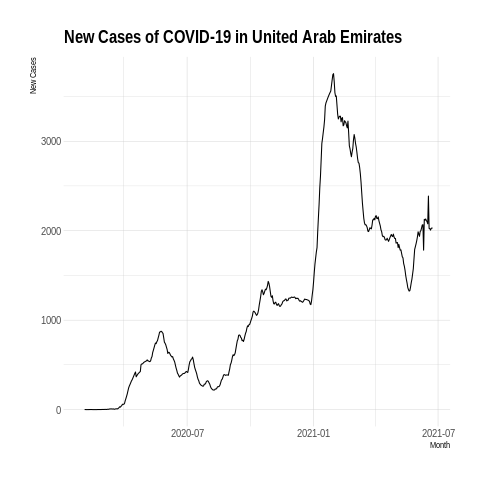 New Cases of COVID-19 in United Arab Emirates
New Cases
3000
2000
1000
0
2020-07
2021-01
2021-07
Month